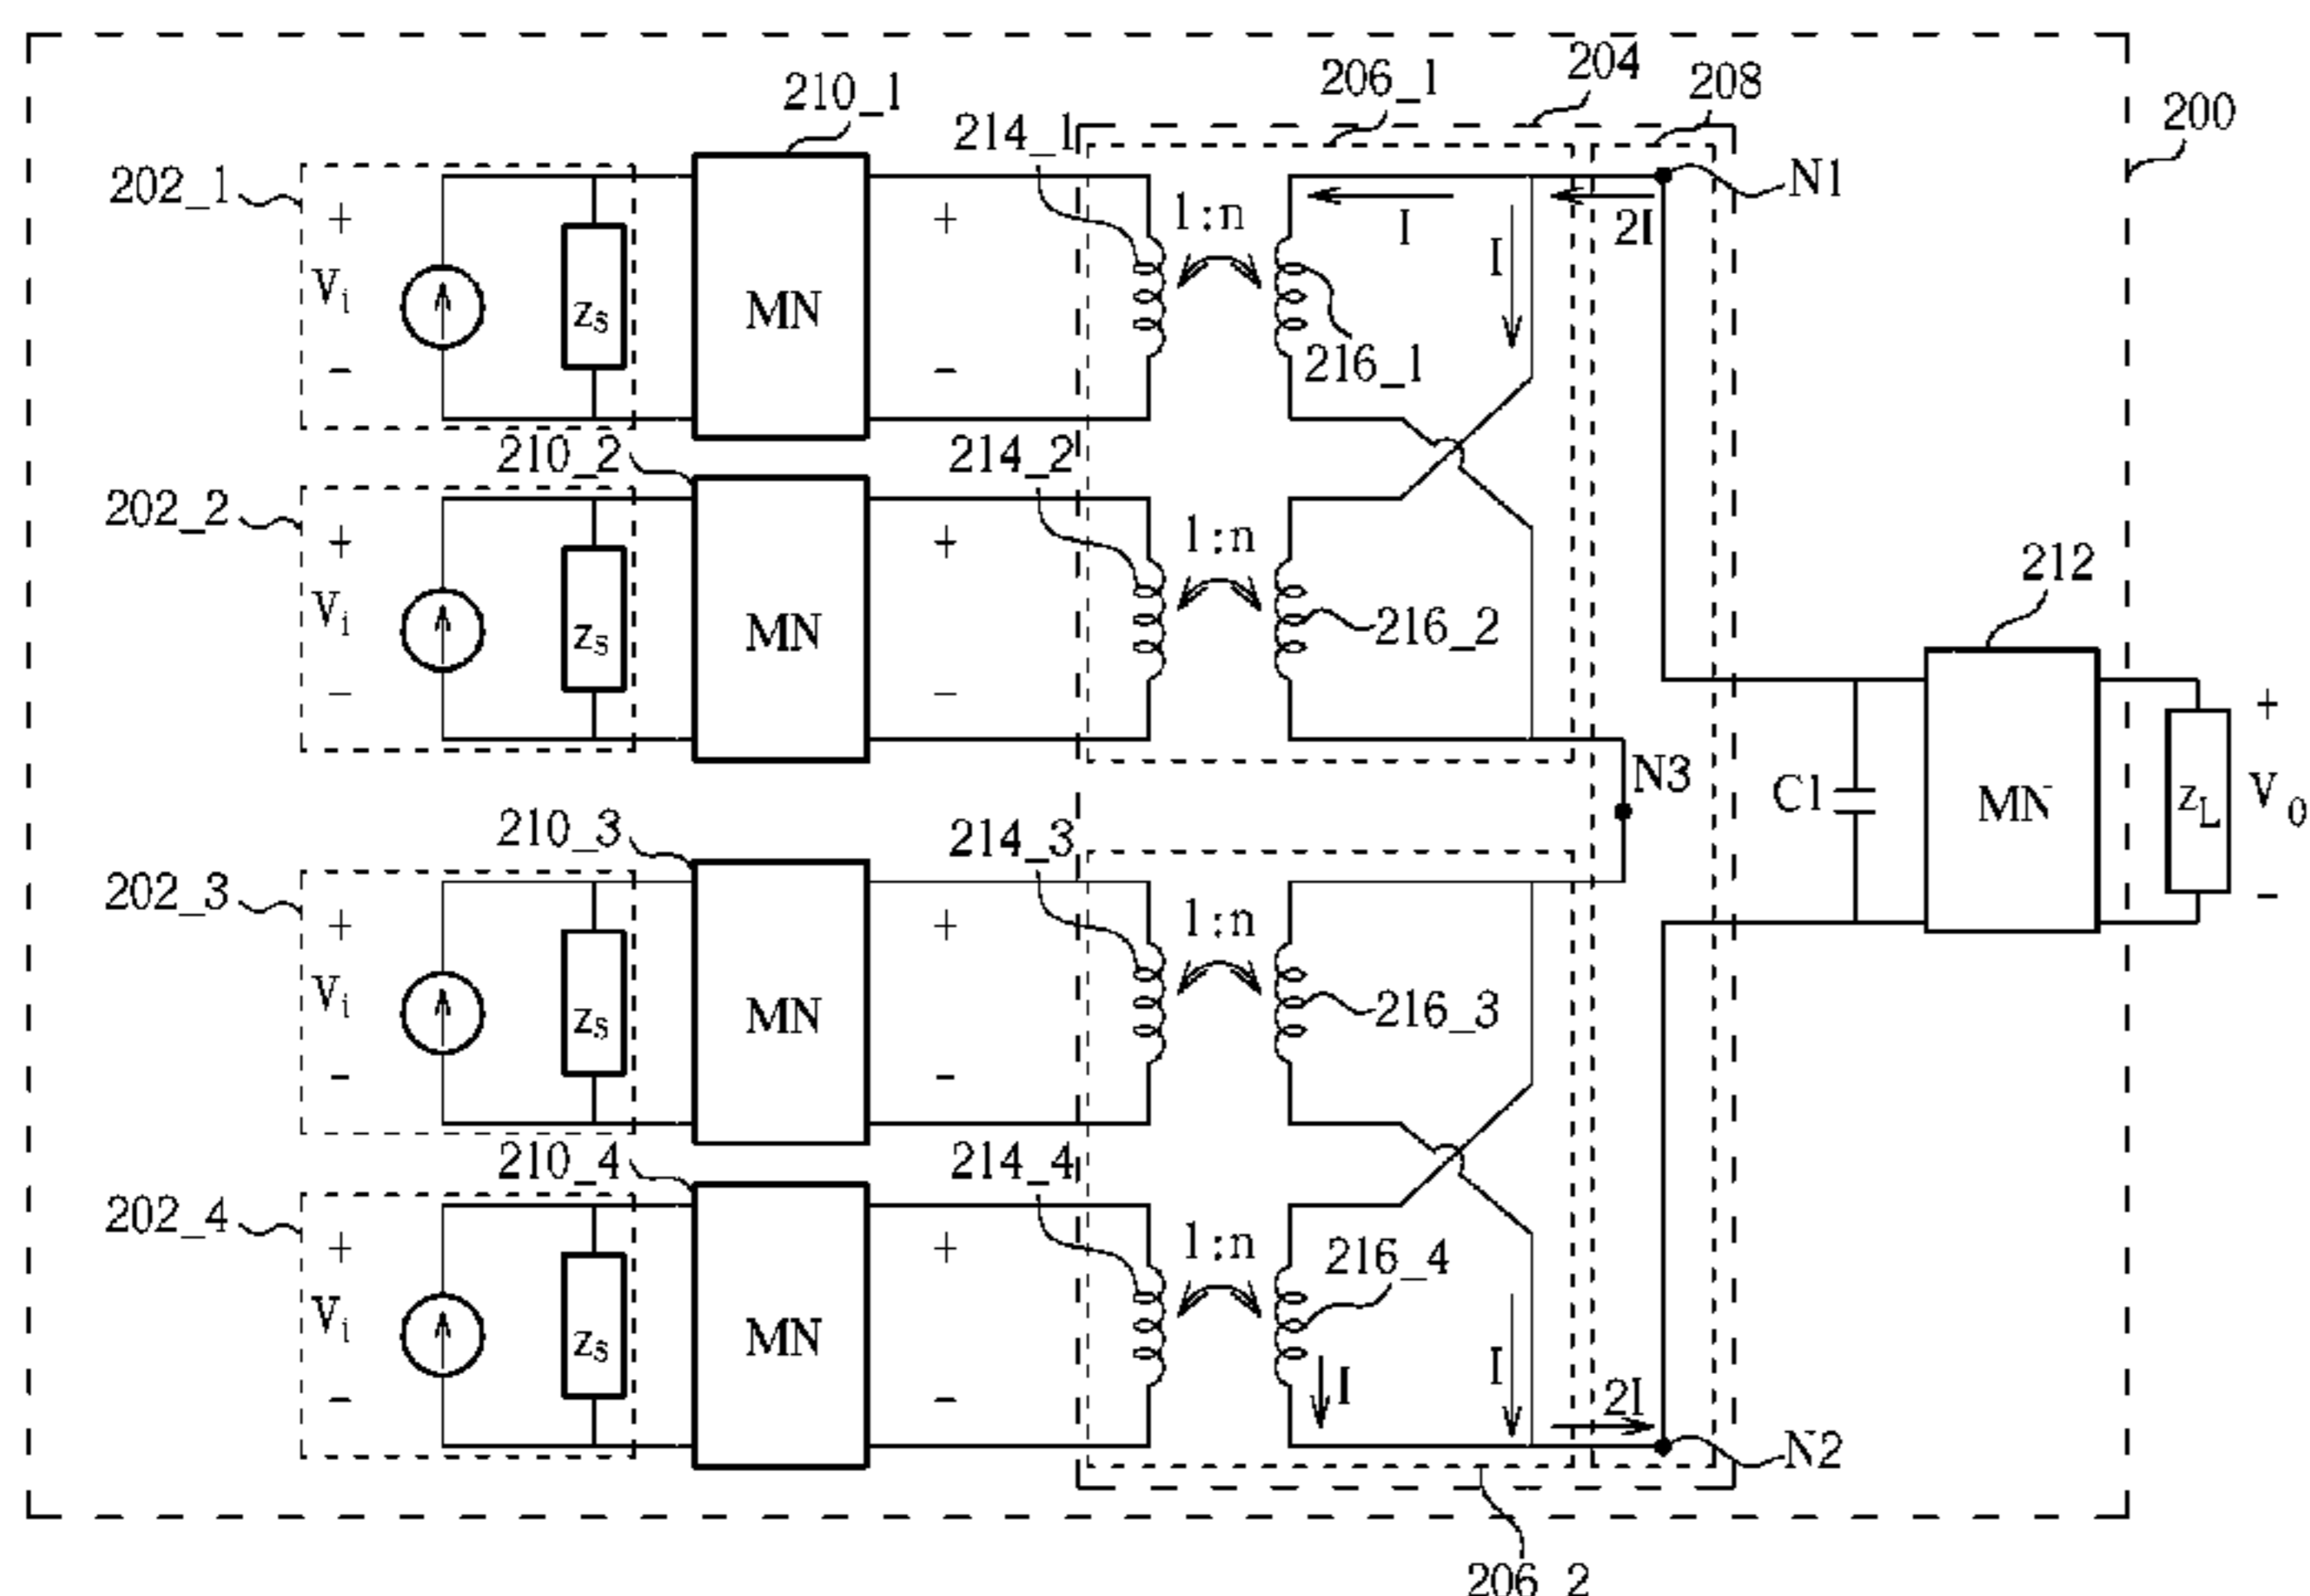 204
206_1
208
200
210_1
214_1
202_1
+
Vi
-
zs
MN
+
-
1:n
I
2I
I
N1
216_1
210_2
214_2
202_2
+
Vi
-
zs
MN
+
-
1:n
216_2
212
N3
C1
MN
zL
+
V0
-
210_3
214_3
202_3
+
Vi
-
zs
MN
+
-
1:n
216_3
210_4
214_4
202_4
+
Vi
-
zs
MN
+
-
1:n
216_4
I
I
2I
N2
206_2